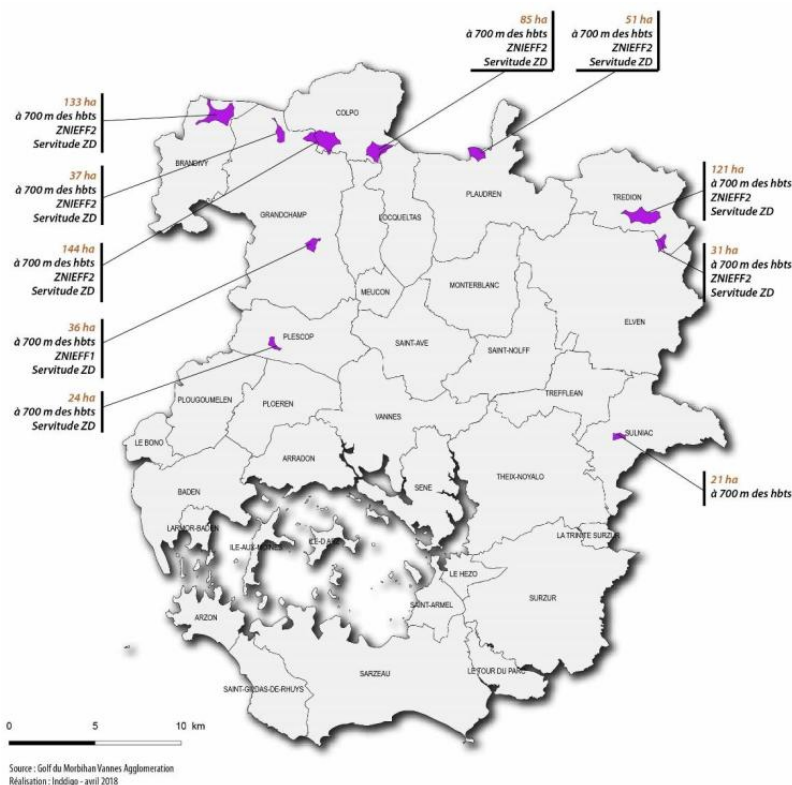 85 ha
à 700 m des hbts
ZNIEFF2
Servitude ZD
51 ha
à 700 m des hbts
ZNIEFF2
Servitude ZD
133 ha
à 700 m des hbts
ZNIEFF2
Servitude ZD
37 ha
à 700 m des hbts
ZNIEFF2
Servitude ZD
144 ha
à 700 m des hbts
ZNIEFF2
Servitude ZD
36 ha
à 700 m des hbts
ZNIEFF1
Servitude ZD
24 ha
à 700 m des hbts
Servitude ZD
121 ha
à 700 m des hbts
ZNIEFF2
Servitude ZD
31 ha
à 700 m des hbts
ZNIEFF2
Servitude ZD
21 ha
à 700 m des hbts
COLPO
BRANDIVY
PLAUDREN
TREDION
GRANDCHAMP
LOCQUELTAS
MEUCON
MONTERBLANC
ELVEN
PLESCOP
SAINT-AVE
SAINT-NOLFF
TREFFLEAN
PLOUGOUMELEN
PLOEREN
VANNES
SULNIAC
LE BONO
ARRADON
THEIX-NOYALO
SENE
BADEN
LARMOR-BADEN
ILE-AUX-MOINES
ILE-D'ARZ
LA TRINITE SURZUR
LE HEZO
SURZUR
SAINT-ARMEL
ARZON
SARZEAU
LE TOUR DU PARC
SAINT-GILDAS-DE-RHUYS
0 5 10 km
Source : Golf du Morbihan Vannes Agglomeration
Réalisation : Inddigo - avril 2018